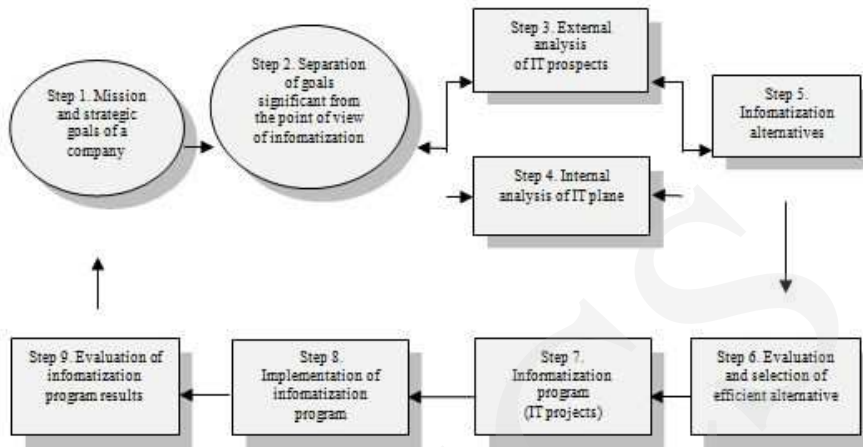 Step 1. Mission
and strategic
goals of a
company
Step 2. Separation
of goals
significant from
the point of view
of infomatization
Step 3. External
analysis
of IT prospects
Step 4. Internal
analysis of IT plane
Step 5.
Infomatization
alternatives
Step 6. Evaluation
and selection of
efficient alternative
Step 7.
Informatization
program
(IT projects)
Step 8.
Implementation of
infomatization
program
Step 9. Evaluation of
infomatization
program results